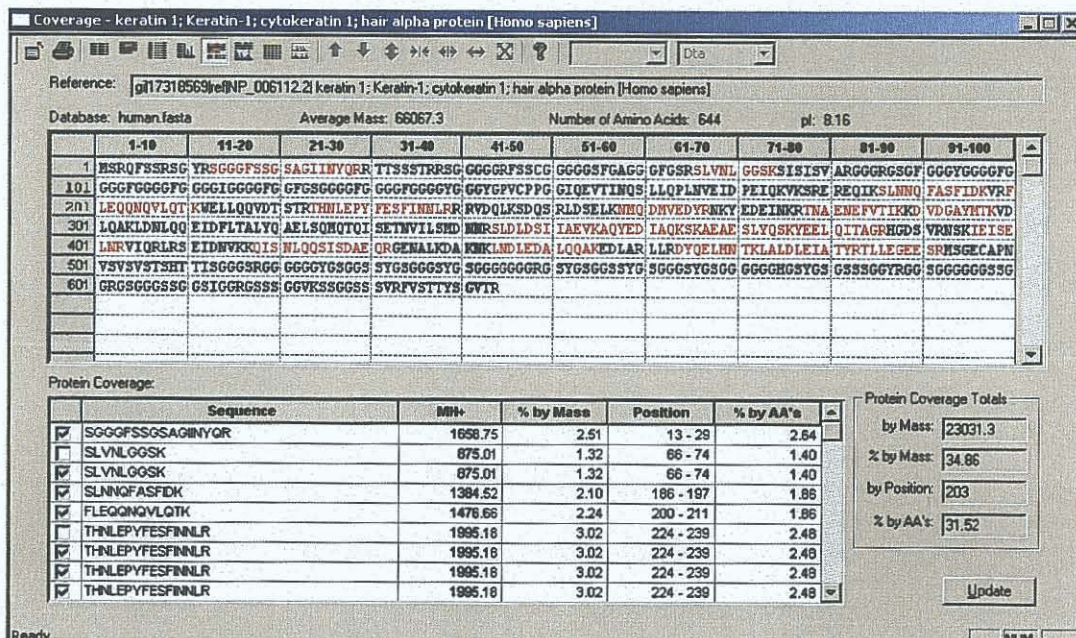 Coverage - keratin 1; Keratin-1; cytokeratin 1; hair alpha protein [Homo sapiens]
Dta
Reference: gi|17318569|ref|NP_006112.2| keratin 1; Keratin-1; cytokeratin 1; hair alpha protein [Homo sapiens]
Database: human.fasta Average Mass: 66067.3 Number of Amino Acids: 644 pI: 8.16
1-10 11-20 21-30 31-40 41-50 51-60 61-70 71-80 81-90 91-100
1 MSRQFSSRSG YRSGGGFSSG SAGIINYQRR TTSSSTRRSG GGGGRFSSCG GGGGSFGAGG GFGSRSLVNL GGSKSISISV ARGGGRGSGF GGGYGGGGFG
101 GGGFGGGGFG GGGIGGGGFG GFGSGGGGFG GGGFGGGGYG GGYGPVCPPG GIQEVTINQS LLQPLNVEID PEIQKVKSRE REQIKSLNNQ FASFIDKVRF
201 LEQQNQVLQT KWELLQQVDT STRTHNLEPY FESFINNLRR RVDQLKSDQS RLDSELKNMQ DMVEDYRNKY EDEINKRTNA ENEFVTIKKD VDGAYMTKVD
301 LQAKLDNLQQ EIDFLTALYQ AELSQMQTQI SETNVILSMD NNRSLDLDSI IAEVKAQYED IAQKSKAEAE SLYQSKYEEL QITAGRHGDS VRNSKIEISE
401 LNRVIQRLRS EIDNVKKQIS NLQQSISDAE QRGENALKDA KNKLNDLEDA LQQAKEDLAR LLRDYQELMN TKLALDLEIA TYRTLLEGEE SRMSGECAPN
501 VSVSVSTSHT TISGGGSRGG GGGGYGSGGS SYGSGGGSYG SGGGGGGGRG SYGSGGSSYG SGGGSYGSGG GGGGHGSYGS GSSSGGYRGG SGGGGGGSSG
601 GRGSGGGSSG GSIGGRGSSS GGVKSSGGSS SVRFVSTTYS GVTR
Protein Coverage:
Sequence MH+ % by Mass Position % by AA's
SGGGFSSGSAGIINYQR 1658.75 2.51 13 - 29 2.64
SLVNLGGSK 875.01 1.32 66 - 74 1.40
SLVNLGGSK 875.01 1.32 66 - 74 1.40
SLNNQFASFIDK 1384.52 2.10 186 - 197 1.86
FLEQQNQVLQTK 1476.66 2.24 200 - 211 1.86
THNLEPYFESFINNLR 1995.18 3.02 224 - 239 2.48
THNLEPYFESFINNLR 1995.18 3.02 224 - 239 2.48
THNLEPYFESFINNLR 1995.18 3.02 224 - 239 2.48
THNLEPYFESFINNLR 1995.18 3.02 224 - 239 2.48
Protein Coverage Totals
by Mass: 23031.3
% by Mass: 34.86
by Position: 203
% by AA's: 31.52
Update
Ready
NUM